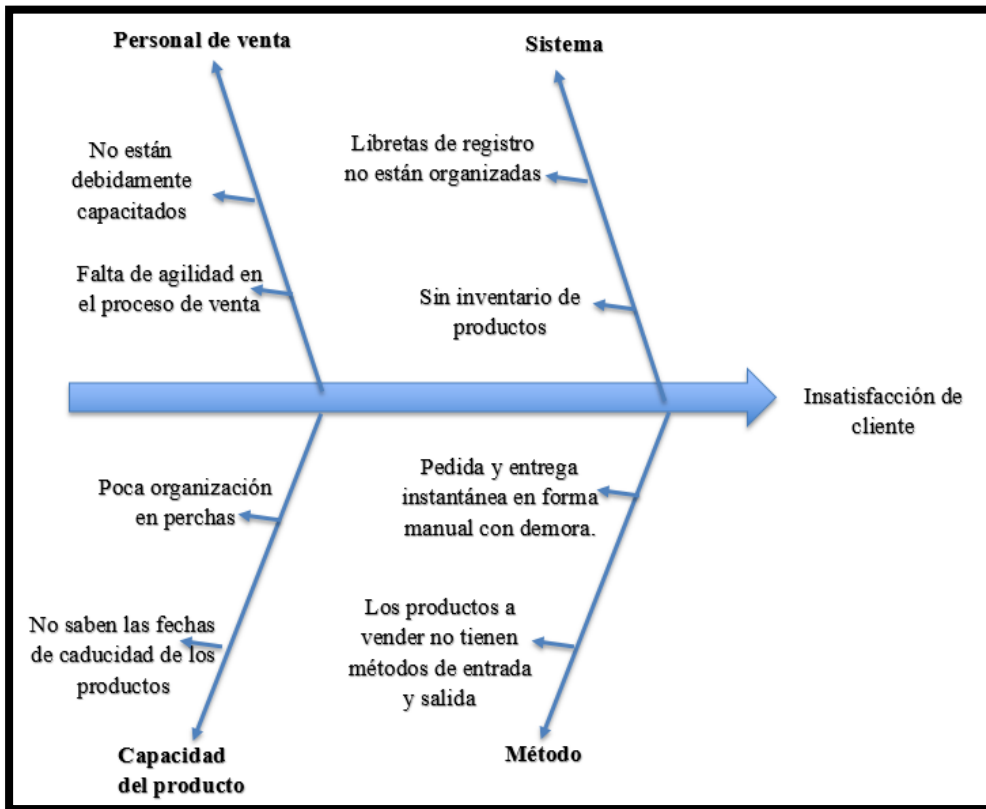 Personal de venta
No están
debidamente
capacitados
Falta de agilidad en
el proceso de venta
Sistema
Libretas de registro
no están organizadas
Sin inventario de
productos
Insatisfacción de
cliente
Poca organización
en perchas
No saben las fechas
de caducidad de los
productos
Capacidad
del producto
Pedida y entrega
instantánea en forma
manual con demora.
Los productos a
vender no tienen
métodos de entrada
y salida
Método